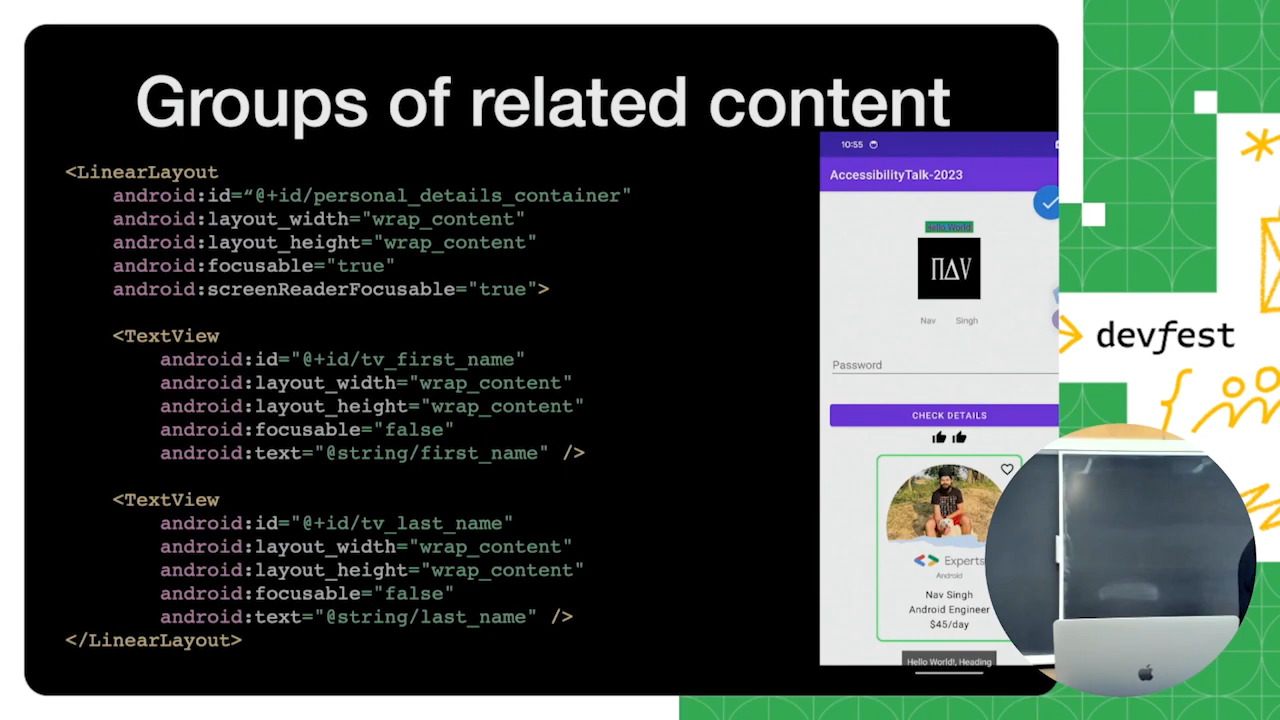 Groups of related content
<LinearLayout
android:id=“@+id/personal_details_container"
android:layout_width="wrap_content"
android:layout_height="wrap_content"
android:focusable="true"
android:screenReaderFocusable="true">
<TextView
android:id="@+id/tv_first_name"
android:layout_width="wrap_content"
android:layout_height="wrap_content"
android:focusable="false"
android:text="@string/first_name" />
<TextView
android:id="@+id/tv_last_name"
android:layout_width="wrap_content"
android:layout_height="wrap_content"
android:focusable="false"
android:text="@string/last_name" />
</LinearLayout>
10:55
AccessibilityTalk-2023
Hello World!
ΠΔV
Nav Singh
Password
CHECK DETAILS
Experts
Android
Nav Singh
Android Engineer
$45/day
Hello World!, Heading
devfest